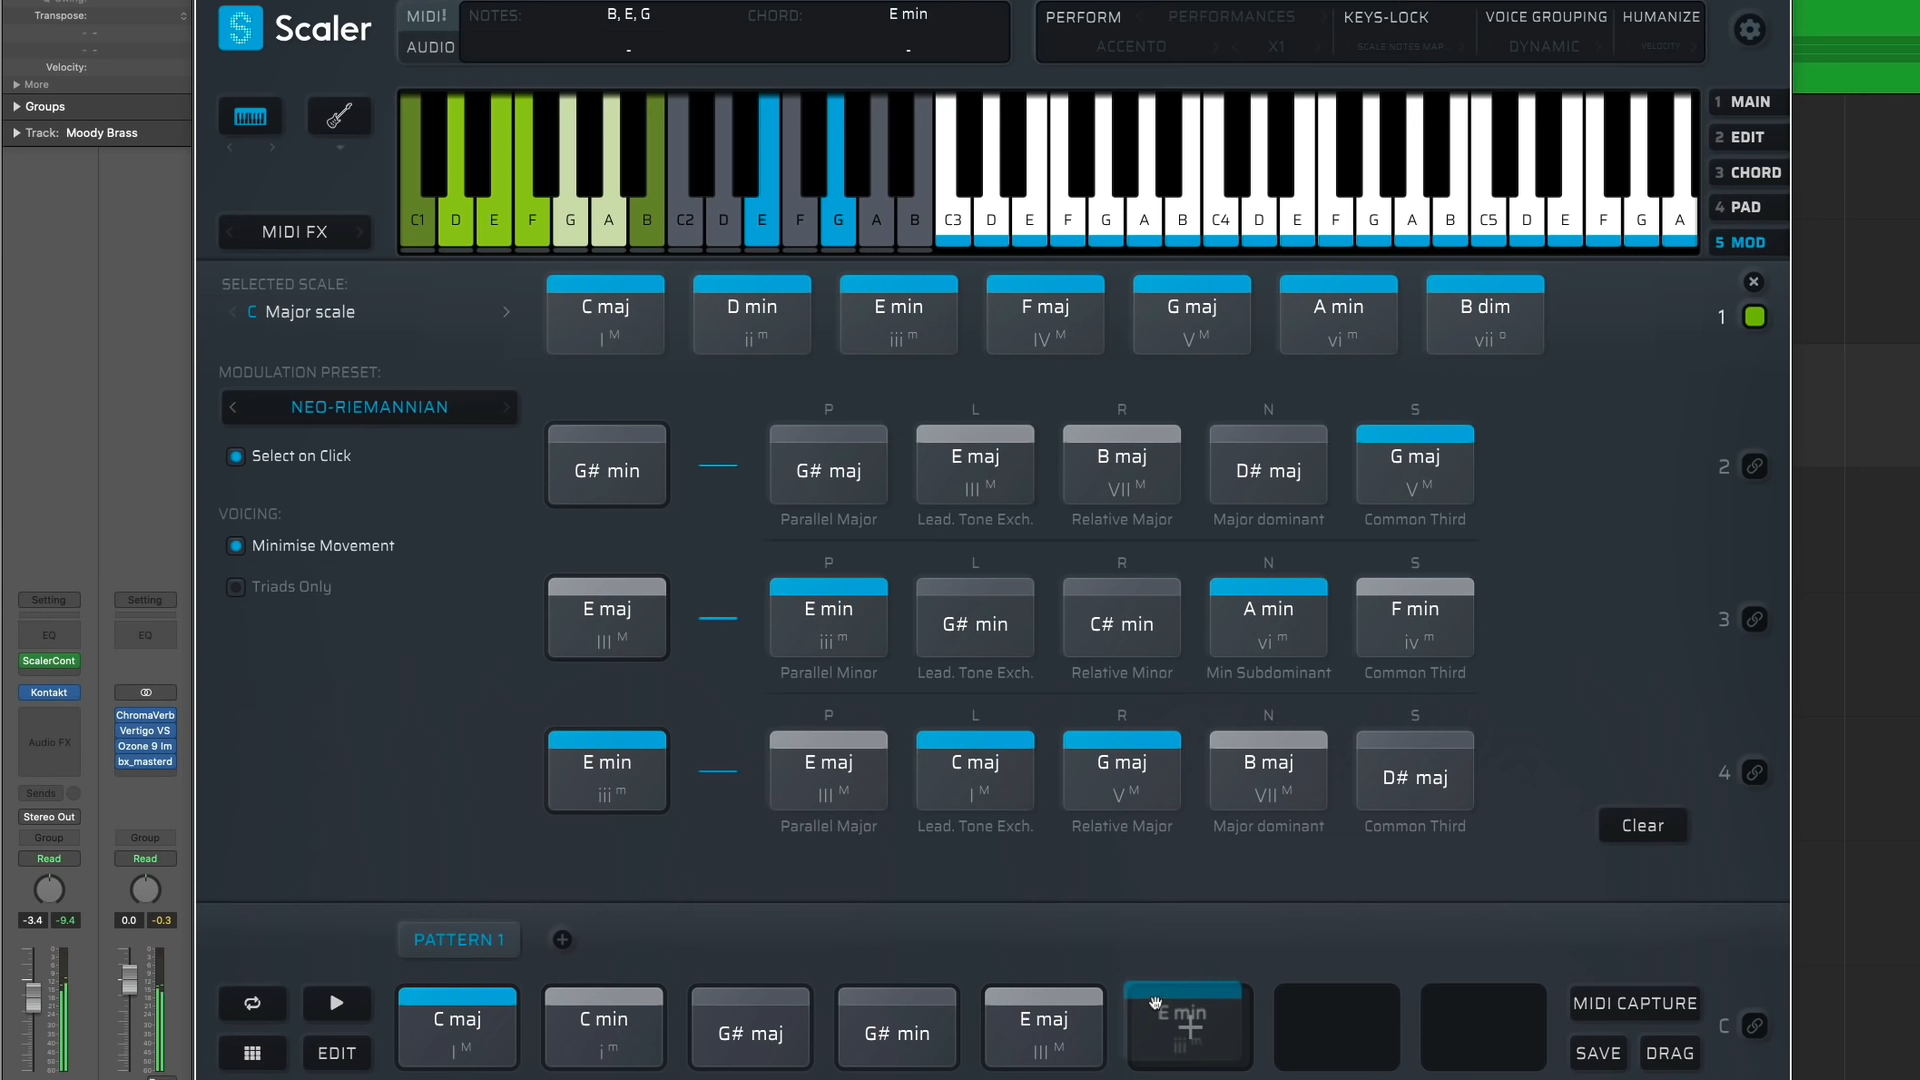 Transpose:
Velocity:
More
Groups
Track: Moody Brass
Scaler
MIDI!
AUDIO
NOTES: B, E, G CHORD: E min
- -
PERFORM PERFORMANCES KEYS-LOCK VOICE GROUPING HUMANIZE
ACCENTO X1 SCALE NOTES MAP DYNAMIC VELOCITY
MIDI FX
C1 D E F G A B C2 D E F G A B C3 D E F G A B C4 D E F G A B C5 D E F G A
1 MAIN
2 EDIT
3 CHORD
4 PAD
5 MOD
SELECTED SCALE:
C Major scale
C maj D min E min F maj G maj A min B dim
I M ii m iii m IV M V M vi m vii o
1
MODULATION PRESET:
NEO-RIEMANNIAN
Select on Click
VOICING:
Minimise Movement
Triads Only
P L R N S
G# min G# maj E maj B maj D# maj G maj
III M VII M V M
Parallel Major Lead. Tone Exch. Relative Major Major dominant Common Third
2
P L R N S
E maj E min G# min C# min A min F min
III M iii m vi m iv m
Parallel Minor Lead. Tone Exch. Relative Minor Min Subdominant Common Third
3
P L R N S
E min E maj C maj G maj B maj D# maj
iii m III M I M V M VII M
Parallel Major Lead. Tone Exch. Relative Major Major dominant Common Third
4
Clear
PATTERN 1
EDIT
C maj C min G# maj G# min E maj E min
I M i m III M iii m
MIDI CAPTURE
SAVE DRAG
C
Setting Setting
EQ EQ
ScalerCont
Kontakt
Audio FX
ChromaVerb
Vertigo VS
Ozone 9 Im
bx_masterd
Sends
Stereo Out
Group Group
Read Read
-3.4 -9.4 0.0 -0.3